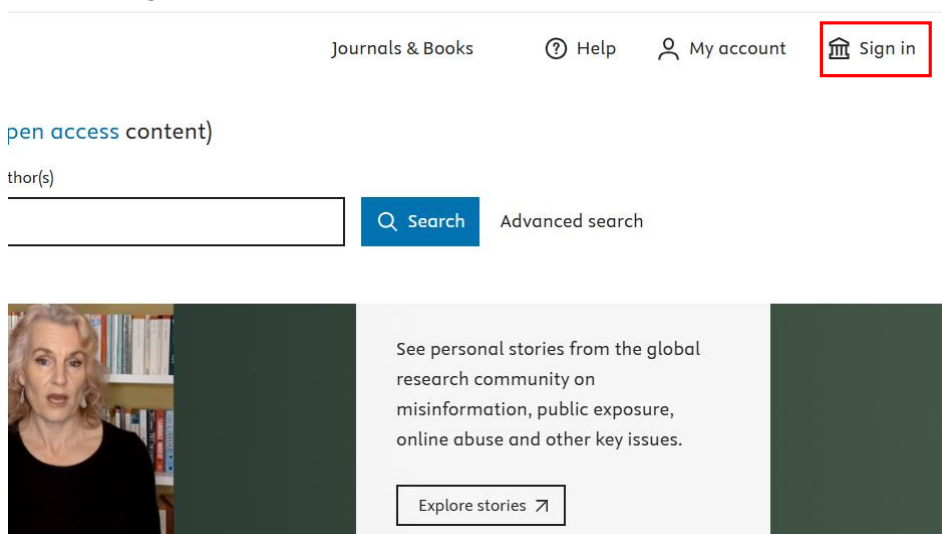 Journals & Books Help My account Sign in
pen access content)
thor(s)
Search Advanced search
See personal stories from the global
research community on
misinformation, public exposure,
online abuse and other key issues.
Explore stories